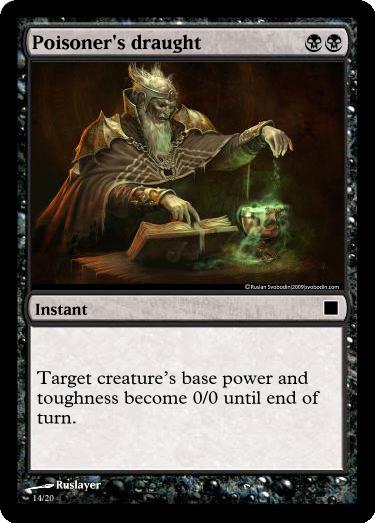 Poisoner's draught
©Ruslan Svobodin|2009|svobodin.com
Instant
Target creature's base power and
toughness become 0/0 until end of
turn.
Ruslayer
14/20